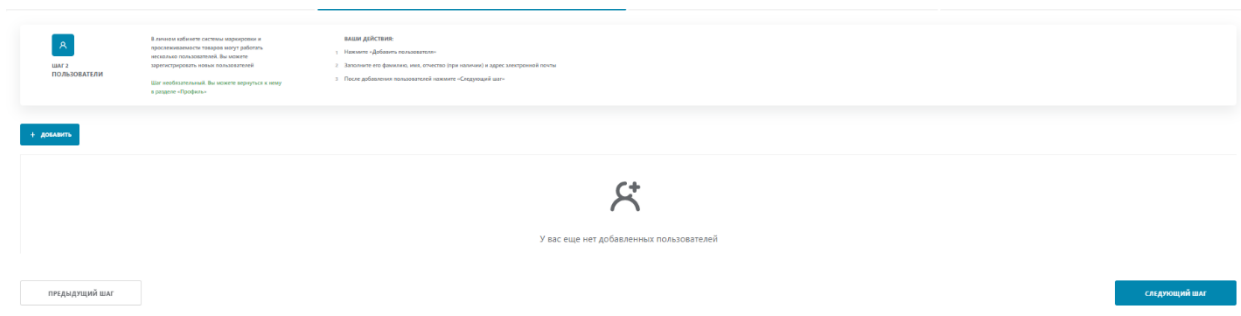 ШАГ 2
ПОЛЬЗОВАТЕЛИ
В личном кабинете системы маркировки и
прослеживаемости товаров могут работать
несколько пользователей. Вы можете
зарегистрировать новых пользователей
Шаг необязательный. Вы можете вернуться к нему
в разделе «Профиль»
ВАШИ ДЕЙСТВИЯ:
1 Нажмите «Добавить пользователя»
2 Заполните его фамилию, имя, отчество (при наличии) и адрес электронной почты
3 После добавления пользователей нажмите «Следующий шаг»
+ ДОБАВИТЬ
У вас еще нет добавленных пользователей
ПРЕДЫДУЩИЙ ШАГ
СЛЕДУЮЩИЙ ШАГ